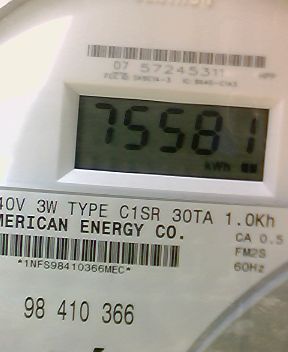 07 57245311
75581
kWh
40V 3W TYPE C1SR 30TA 1.0Kh
MERICAN ENERGY CO.
CA 0.5
FM2S
60Hz
*1NFS98410366MEC*
98 410 366